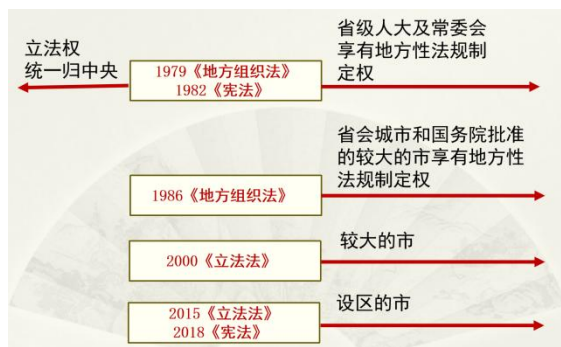 立法权
统一归中央
1979《地方组织法》
1982《宪法》
省级人大及常委会
享有地方性法规制
定权
1986《地方组织法》
省会城市和国务院批准
的较大的市享有地方性
法规制定权
2000《立法法》
较大的市
2015《立法法》
2018《宪法》
设区的市